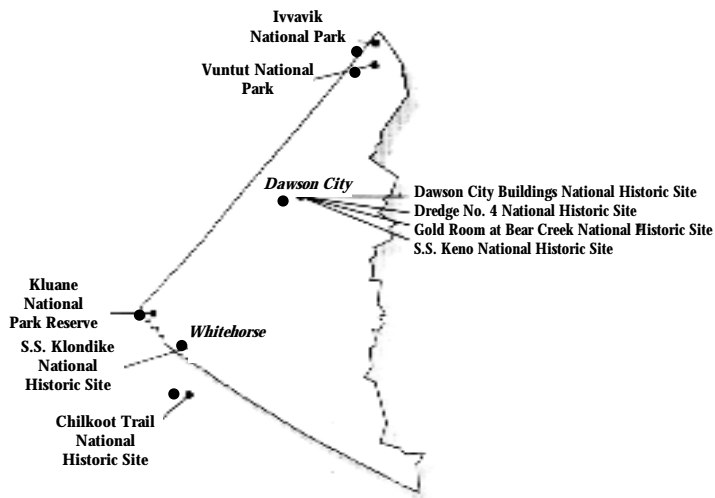 Ivvavik
National Park
Vuntut National
Park
Dawson City
Dawson City Buildings National Historic Site
Dredge No. 4 National Historic Site
Gold Room at Bear Creek National Historic Site
S.S. Keno National Historic Site
Kluane
National
Park Reserve
Whitehorse
S.S. Klondike
National
Historic Site
Chilkoot Trail
National
Historic Site